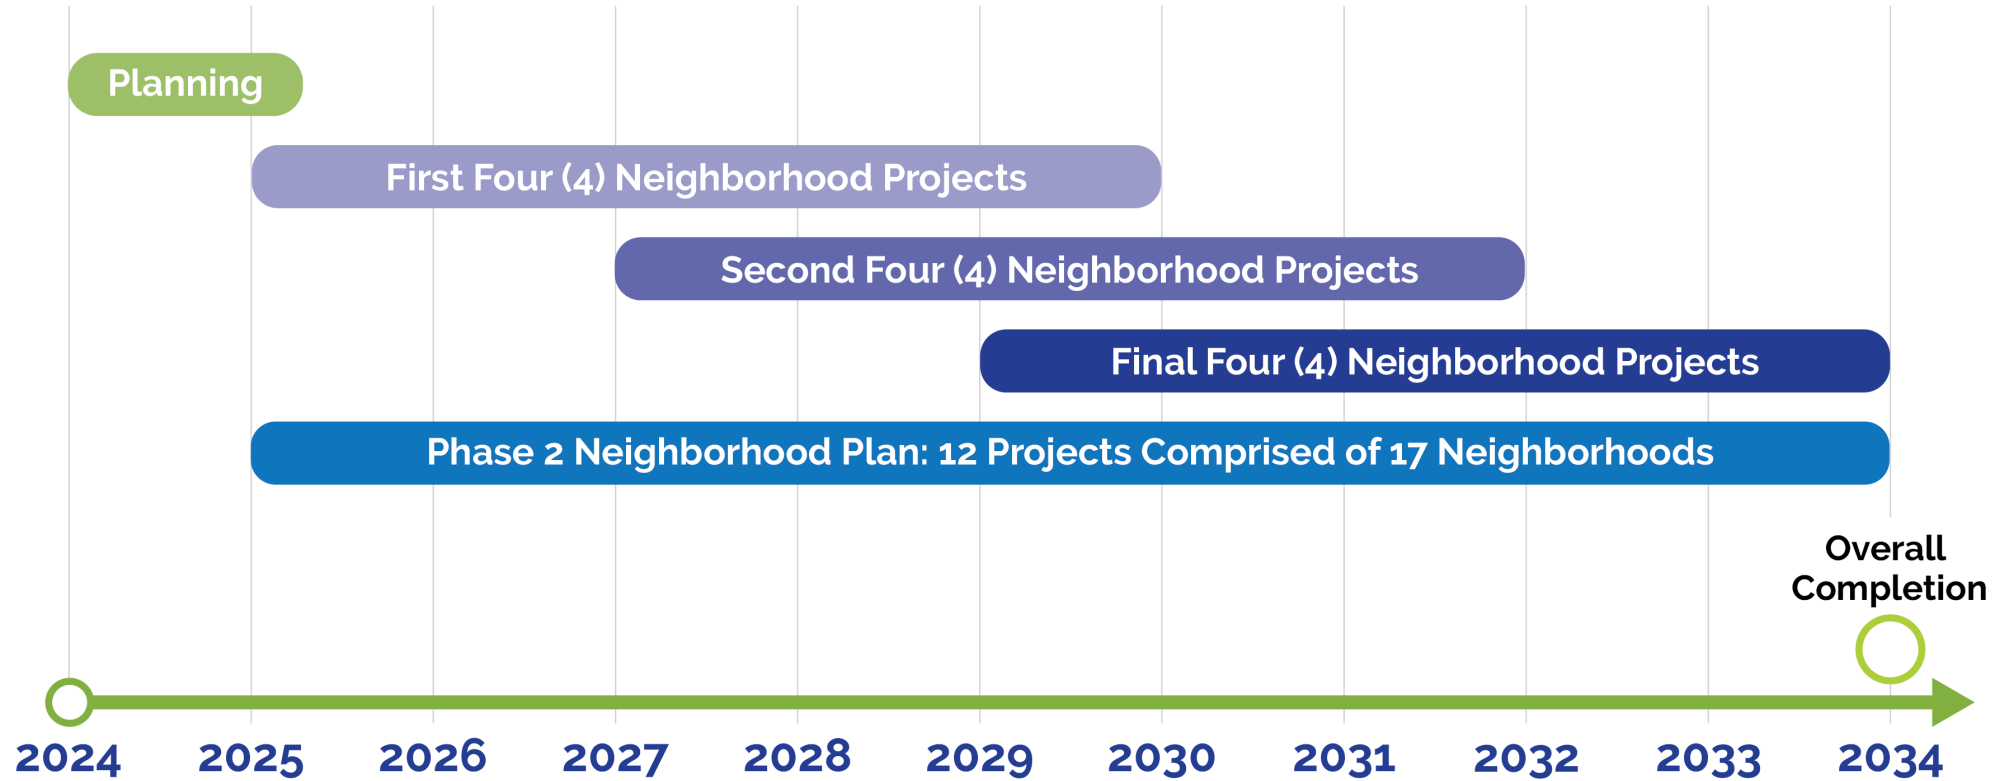 Planning
First Four (4) Neighborhood Projects
Second Four (4) Neighborhood Projects
Final Four (4) Neighborhood Projects
Phase 2 Neighborhood Plan: 12 Projects Comprised of 17 Neighborhoods
Overall
Completion
2024 2025 2026 2027 2028 2029 2030 2031 2032 2033 2034